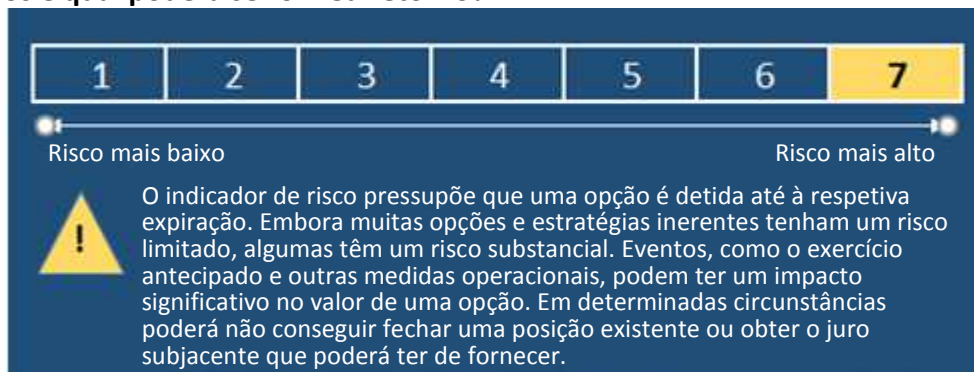 1 2 3 4 5 6 7
Risco mais baixo Risco mais alto
O indicador de risco pressupõe que uma opção é detida até à respetiva
expiração. Embora muitas opções e estratégias inerentes tenham um risco
limitado, algumas têm um risco substancial. Eventos, como o exercício
antecipado e outras medidas operacionais, podem ter um impacto
significativo no valor de uma opção. Em determinadas circunstâncias
poderá não conseguir fechar uma posição existente ou obter o juro
subjacente que poderá ter de fornecer.
!